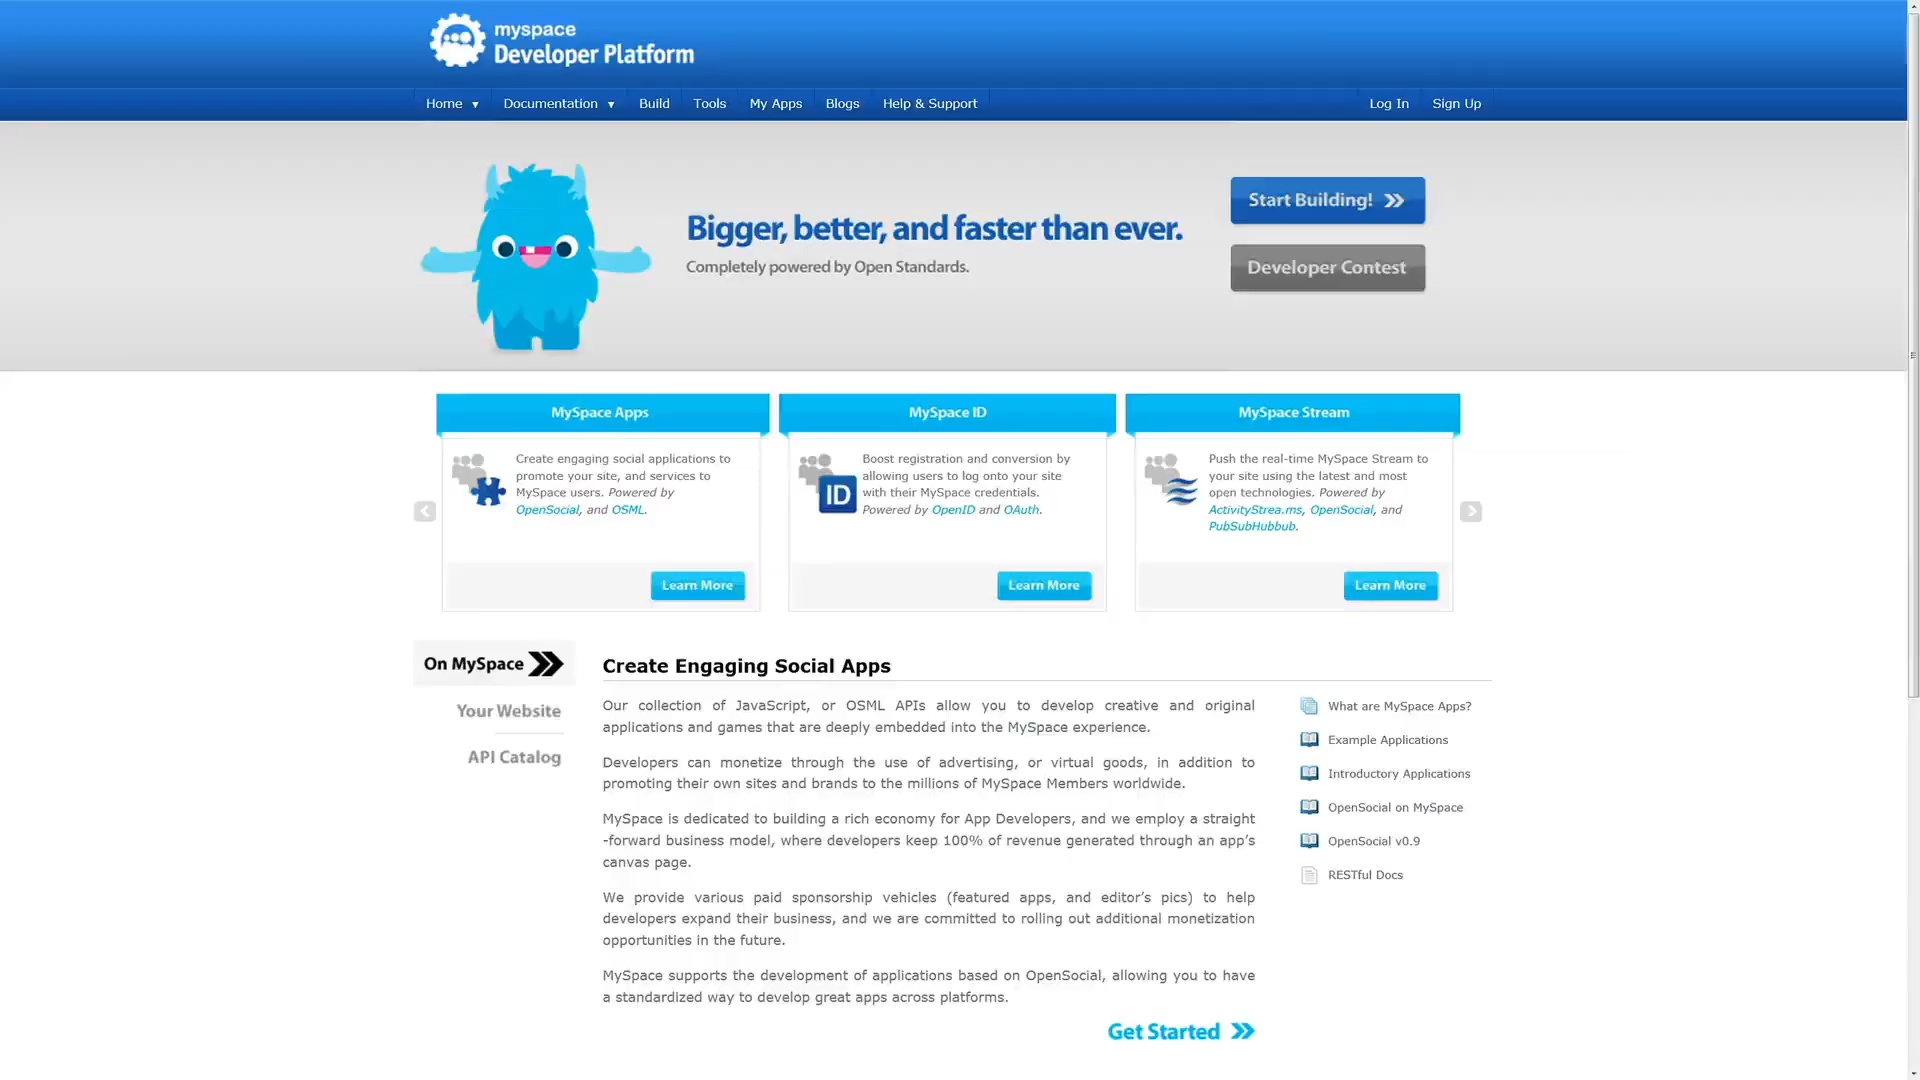 myspace
Developer Platform
Home ▼ Documentation ▼ Build Tools My Apps Blogs Help & Support Log In Sign Up
Bigger, better, and faster than ever.
Completely powered by Open Standards.
Start Building!
Developer Contest
MySpace Apps
Create engaging social applications to
promote your site, and services to
MySpace users. Powered by
OpenSocial, and OSML.
Learn More
MySpace ID
ID
Boost registration and conversion by
allowing users to log onto your site
with their MySpace credentials.
Powered by OpenID and OAuth.
Learn More
MySpace Stream
Push the real-time MySpace Stream to
your site using the latest and most
open technologies. Powered by
ActivityStrea.ms, OpenSocial, and
PubSubHubbub.
Learn More
On MySpace
Your Website
API Catalog
Create Engaging Social Apps
Our collection of JavaScript, or OSML APIs allow you to develop creative and original
applications and games that are deeply embedded into the MySpace experience.
Developers can monetize through the use of advertising, or virtual goods, in addition to
promoting their own sites and brands to the millions of MySpace Members worldwide.
MySpace is dedicated to building a rich economy for App Developers, and we employ a straight
-forward business model, where developers keep 100% of revenue generated through an app’s
canvas page.
We provide various paid sponsorship vehicles (featured apps, and editor’s pics) to help
developers expand their business, and we are committed to rolling out additional monetization
opportunities in the future.
MySpace supports the development of applications based on OpenSocial, allowing you to have
a standardized way to develop great apps across platforms.
Get Started
What are MySpace Apps?
Example Applications
Introductory Applications
OpenSocial on MySpace
OpenSocial v0.9
RESTful Docs